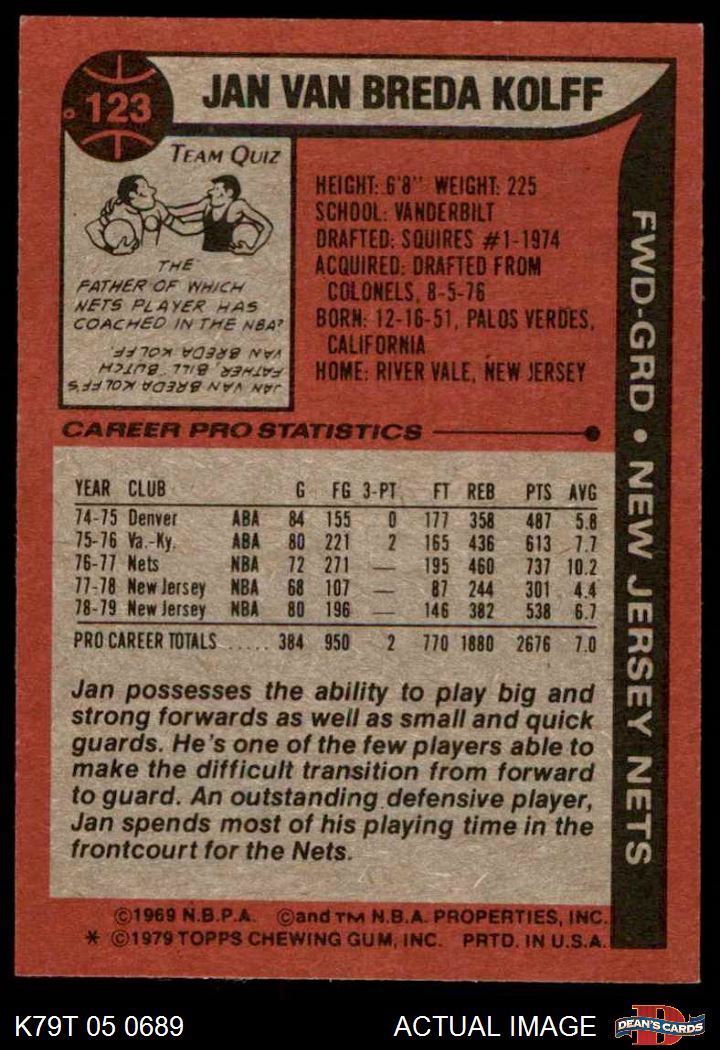 123
JAN VAN BREDA KOLFF
TEAM QUIZ
THE
FATHER OF WHICH
NETS PLAYER HAS
COACHED IN THE NBA?
JAN VAN BREDA KOLFF'S
FATHER, BILL "BUTCH"
VAN BREDA KOLFF.
HEIGHT: 6'8" WEIGHT: 225
SCHOOL: VANDERBILT
DRAFTED: SQUIRES #1-1974
ACQUIRED: DRAFTED FROM
COLONELS, 8-5-76
BORN: 12-16-51, PALOS VERDES,
CALIFORNIA
HOME: RIVER VALE, NEW JERSEY
FWD-GRD • NEW JERSEY NETS
CAREER PRO STATISTICS
YEAR CLUB G FG 3-PT FT REB PTS AVG
74-75 Denver ABA 84 155 0 177 358 487 5.8
75-76 Va.-Ky. ABA 80 221 2 165 436 613 7.7
76-77 Nets NBA 72 271 — 195 460 737 10.2
77-78 New Jersey NBA 68 107 — 87 244 301 4.4
78-79 New Jersey NBA 80 196 — 146 382 538 6.7
PRO CAREER TOTALS ..... 384 950 2 770 1880 2676 7.0
Jan possesses the ability to play big and
strong forwards as well as small and quick
guards. He's one of the few players able to
make the difficult transition from forward
to guard. An outstanding defensive player,
Jan spends most of his playing time in the
frontcourt for the Nets.
©1969 N.B.P.A. ©and TM N.B.A. PROPERTIES, INC.
* ©1979 TOPPS CHEWING GUM, INC. PRTD. IN U.S.A.
K79T 05 0689
ACTUAL IMAGE
D
DEAN'S CARDS